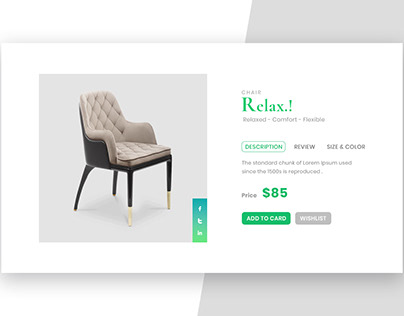 CHAIR
Relax.!
Relaxed - Comfort - Flexible
DESCRIPTION REVIEW SIZE & COLOR
The standard chunk of Lorem Ipsum used
since the 1500s is reproduced .
Price $85
ADD TO CARD WISHLIST